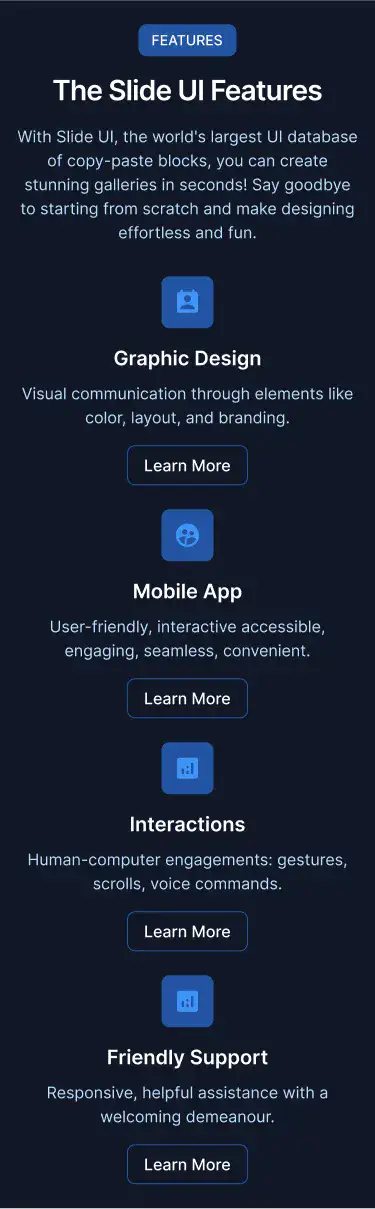 FEATURES
The Slide UI Features
With Slide UI, the world's largest UI database
of copy-paste blocks, you can create
stunning galleries in seconds! Say goodbye
to starting from scratch and make designing
effortless and fun.
Graphic Design
Visual communication through elements like
color, layout, and branding.
Learn More
Mobile App
User-friendly, interactive accessible,
engaging, seamless, convenient.
Learn More
Interactions
Human-computer engagements: gestures,
scrolls, voice commands.
Learn More
Friendly Support
Responsive, helpful assistance with a
welcoming demeanour.
Learn More